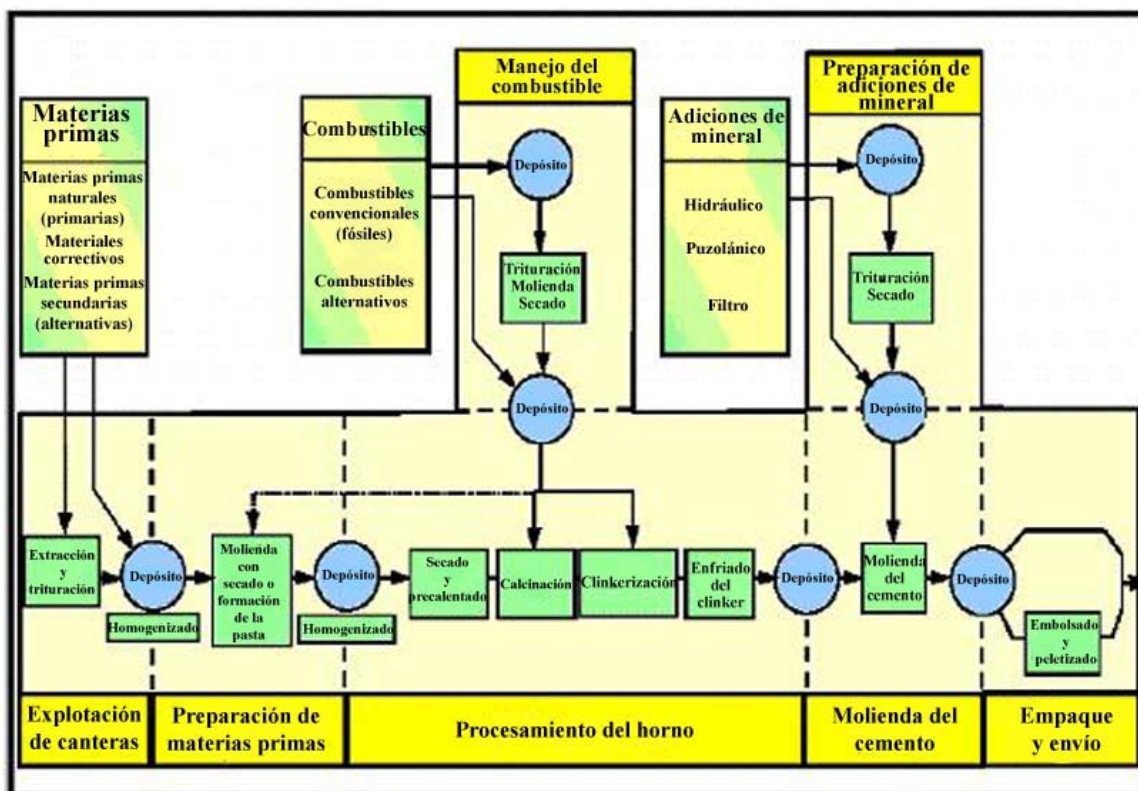 Manejo del
combustible
Preparación de
adiciones de
mineral
Materias
primas
Materias primas
naturales
(primarias)
Materiales
correctivos
Materias primas
secundarias
(alternativas)
Combustibles
Combustibles
convencionales
(fósiles)
Combustibles
alternativos
Depósito
Trituración
Molienda
Secado
Depósito
Adiciones de
mineral
Hidráulico
Puzolánico
Filtro
Depósito
Trituración
Secado
Depósito
Extracción
y
trituración
Depósito
Homogenizado
Molienda
con
secado o
formación
de la
pasta
Depósito
Homogenizado
Secado
y
precalentado
Calcinación
Clinkerización
Enfriado
del
clinker
Depósito
Molienda
del
cemento
Depósito
Embolsado y
peletizado
Explotación
de canteras
Preparación de
materias primas
Procesamiento del horno
Molienda del
cemento
Empaque
y envío